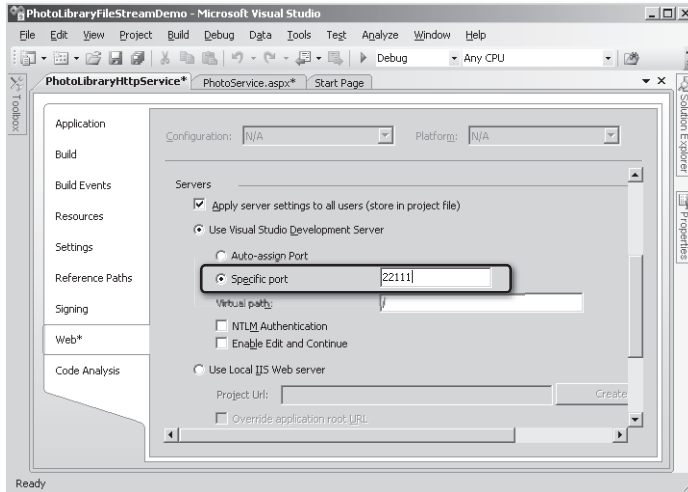 PhotoLibraryFileStreamDemo - Microsoft Visual Studio
File Edit View Project Build Debug Data Tools Test Analyze Window Help
Debug Any CPU
Toolbox
PhotoLibraryHttpService* PhotoService.aspx* Start Page
Solution Explorer
Properties
Application
Build
Build Events
Resources
Settings
Reference Paths
Signing
Web*
Code Analysis
Configuration: N/A Platform: N/A
Servers
Apply server settings to all users (store in project file)
Use Visual Studio Development Server
Auto-assign Port
Specific port 22111
Virtual path: /
NTLM Authentication
Enable Edit and Continue
Use Local IIS Web server
Project Url: Create
Override application root URL
Ready